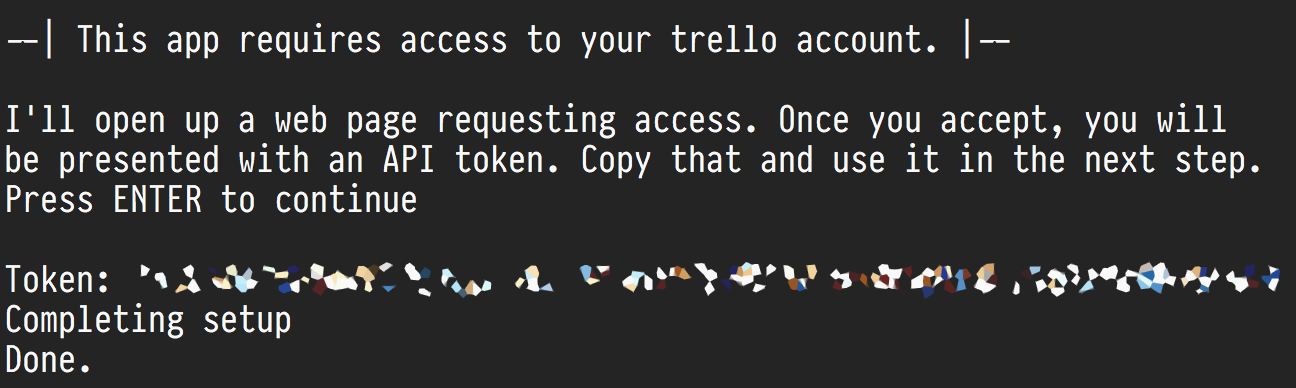 --| This app requires access to your trello account. |--
I'll open up a web page requesting access. Once you accept, you will
be presented with an API token. Copy that and use it in the next step.
Press ENTER to continue
Token:
Completing setup
Done.